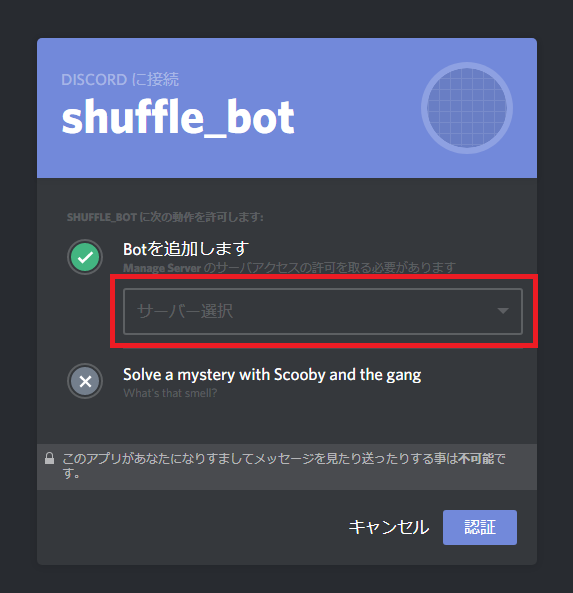 DISCORD に接続
shuffle_bot
SHUFFLE_BOT に次の動作を許可します:
Botを追加します
Manage Server のサーバアクセスの許可を取る必要があります
サーバー選択
Solve a mystery with Scooby and the gang
What's that smell?
このアプリがあなたになりすましてメッセージを見たり送ったりする事は不可能で
す。
キャンセル
認証